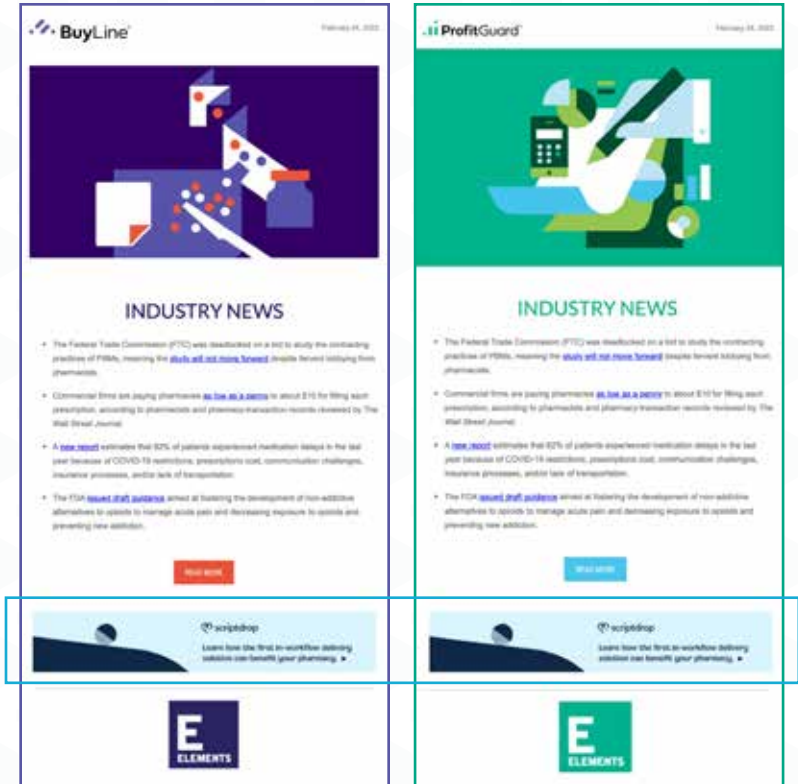 BuyLine
February 24, 2022
INDUSTRY NEWS
• The Federal Trade Commission (FTC) was deadlocked on a bid to study the contracting
practices of PBMs, meaning the study will not move forward despite fervent lobbying from
pharmacists.
• Commercial firms are paying pharmacies as low as a penny to about $10 for filling each
prescription, according to pharmacists and pharmacy-transaction records reviewed by The
Wall Street Journal.
• A new report estimates that 82% of patients experienced medication delays in the last
year because of COVID-19 restrictions, prescriptions cost, communication challenges,
insurance processes, and/or lack of transportation.
• The FDA issued draft guidance aimed at fostering the development of non-addictive
alternatives to opioids to manage acute pain and decreasing exposure to opioids and
preventing new addiction.
READ MORE
scriptdrop
Learn how the first in-workflow delivery
solution can benefit your pharmacy. ►
E
ELEMENTS
ProfitGuard
February 24, 2022
INDUSTRY NEWS
• The Federal Trade Commission (FTC) was deadlocked on a bid to study the contracting
practices of PBMs, meaning the study will not move forward despite fervent lobbying from
pharmacists.
• Commercial firms are paying pharmacies as low as a penny to about $10 for filling each
prescription, according to pharmacists and pharmacy-transaction records reviewed by The
Wall Street Journal.
• A new report estimates that 82% of patients experienced medication delays in the last
year because of COVID-19 restrictions, prescriptions cost, communication challenges,
insurance processes, and/or lack of transportation.
• The FDA issued draft guidance aimed at fostering the development of non-addictive
alternatives to opioids to manage acute pain and decreasing exposure to opioids and
preventing new addiction.
READ MORE
scriptdrop
Learn how the first in-workflow delivery
solution can benefit your pharmacy. ►
E
ELEMENTS